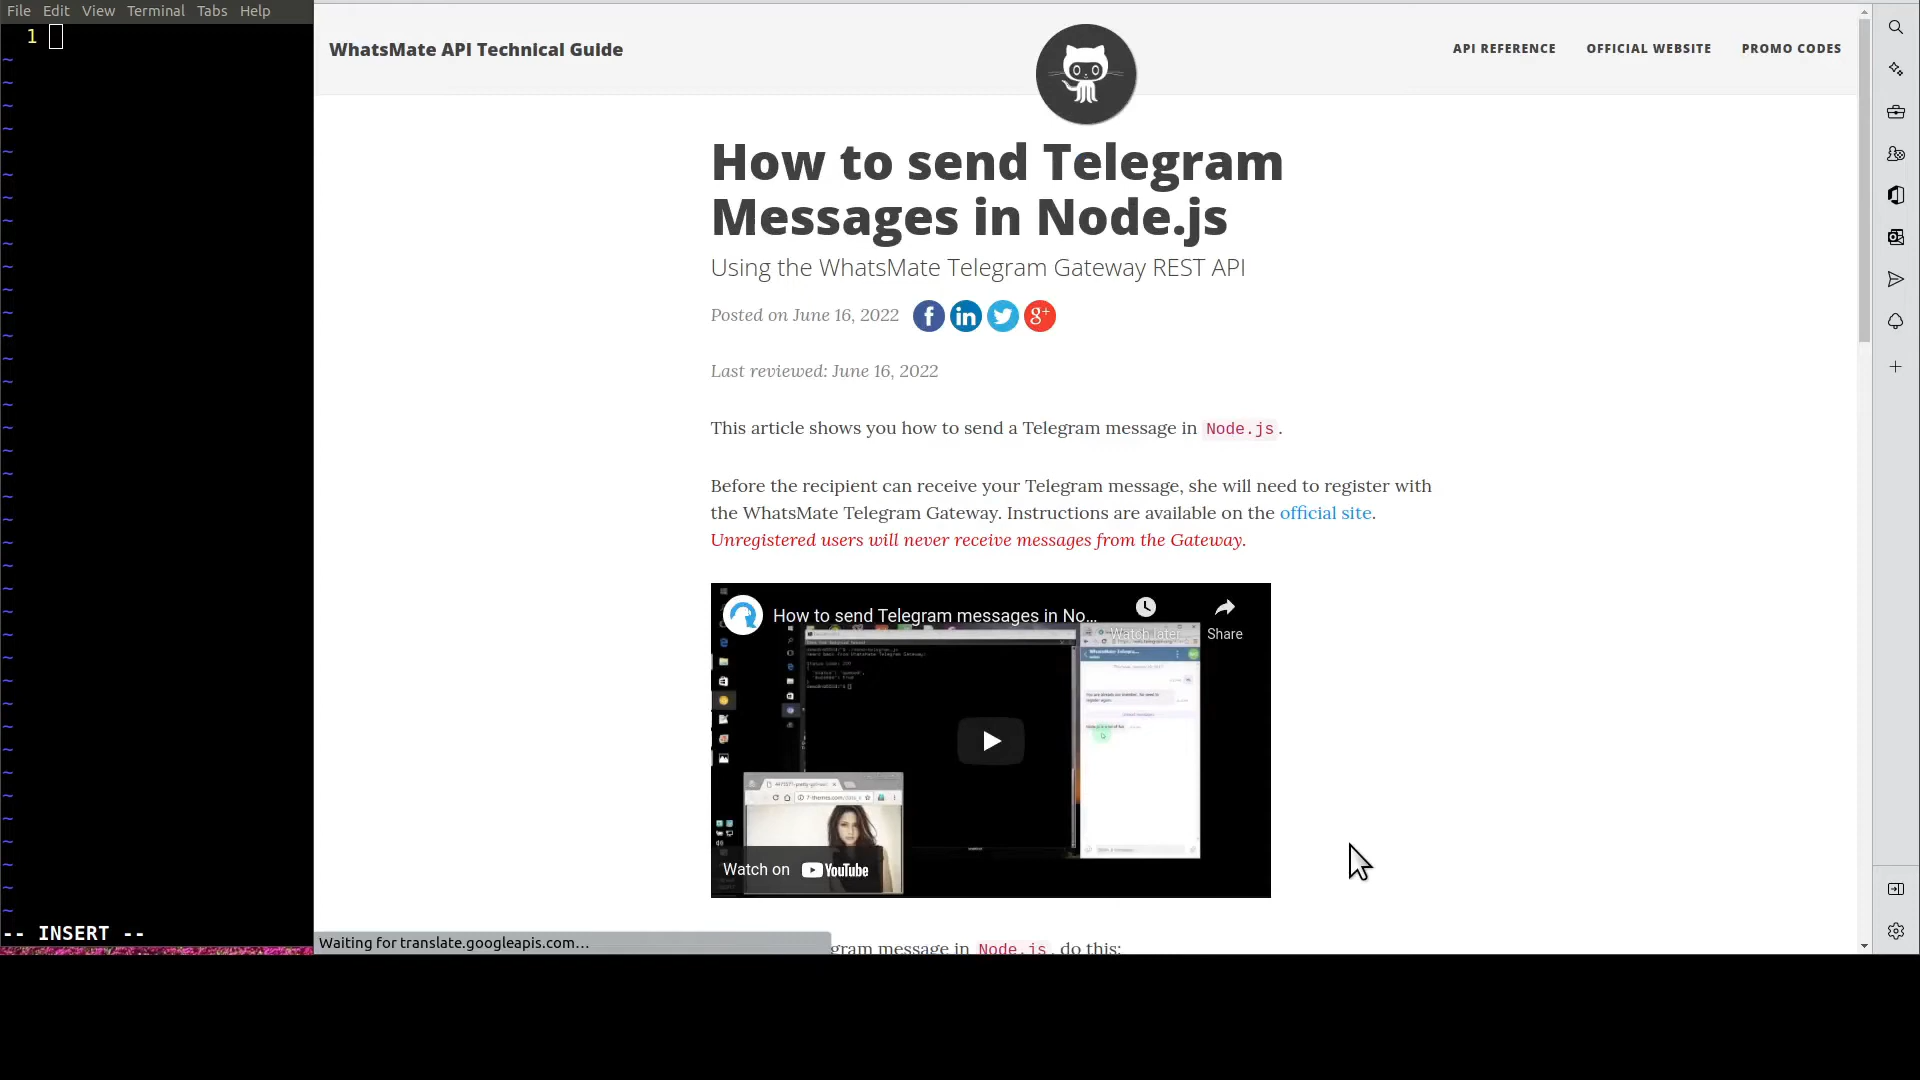 File Edit View Terminal Tabs Help
1
~
-- INSERT --
WhatsMate API Technical Guide
API REFERENCE OFFICIAL WEBSITE PROMO CODES
How to send Telegram
Messages in Node.js
Using the WhatsMate Telegram Gateway REST API
Posted on June 16, 2022
Last reviewed: June 16, 2022
This article shows you how to send a Telegram message in Node.js.
Before the recipient can receive your Telegram message, she will need to register with
the WhatsMate Telegram Gateway. Instructions are available on the official site.
Unregistered users will never receive messages from the Gateway.
How to send Telegram messages in No...
Watch later
Share
Watch on YouTube
gram message in Node.js, do this:
Waiting for translate.googleapis.com...